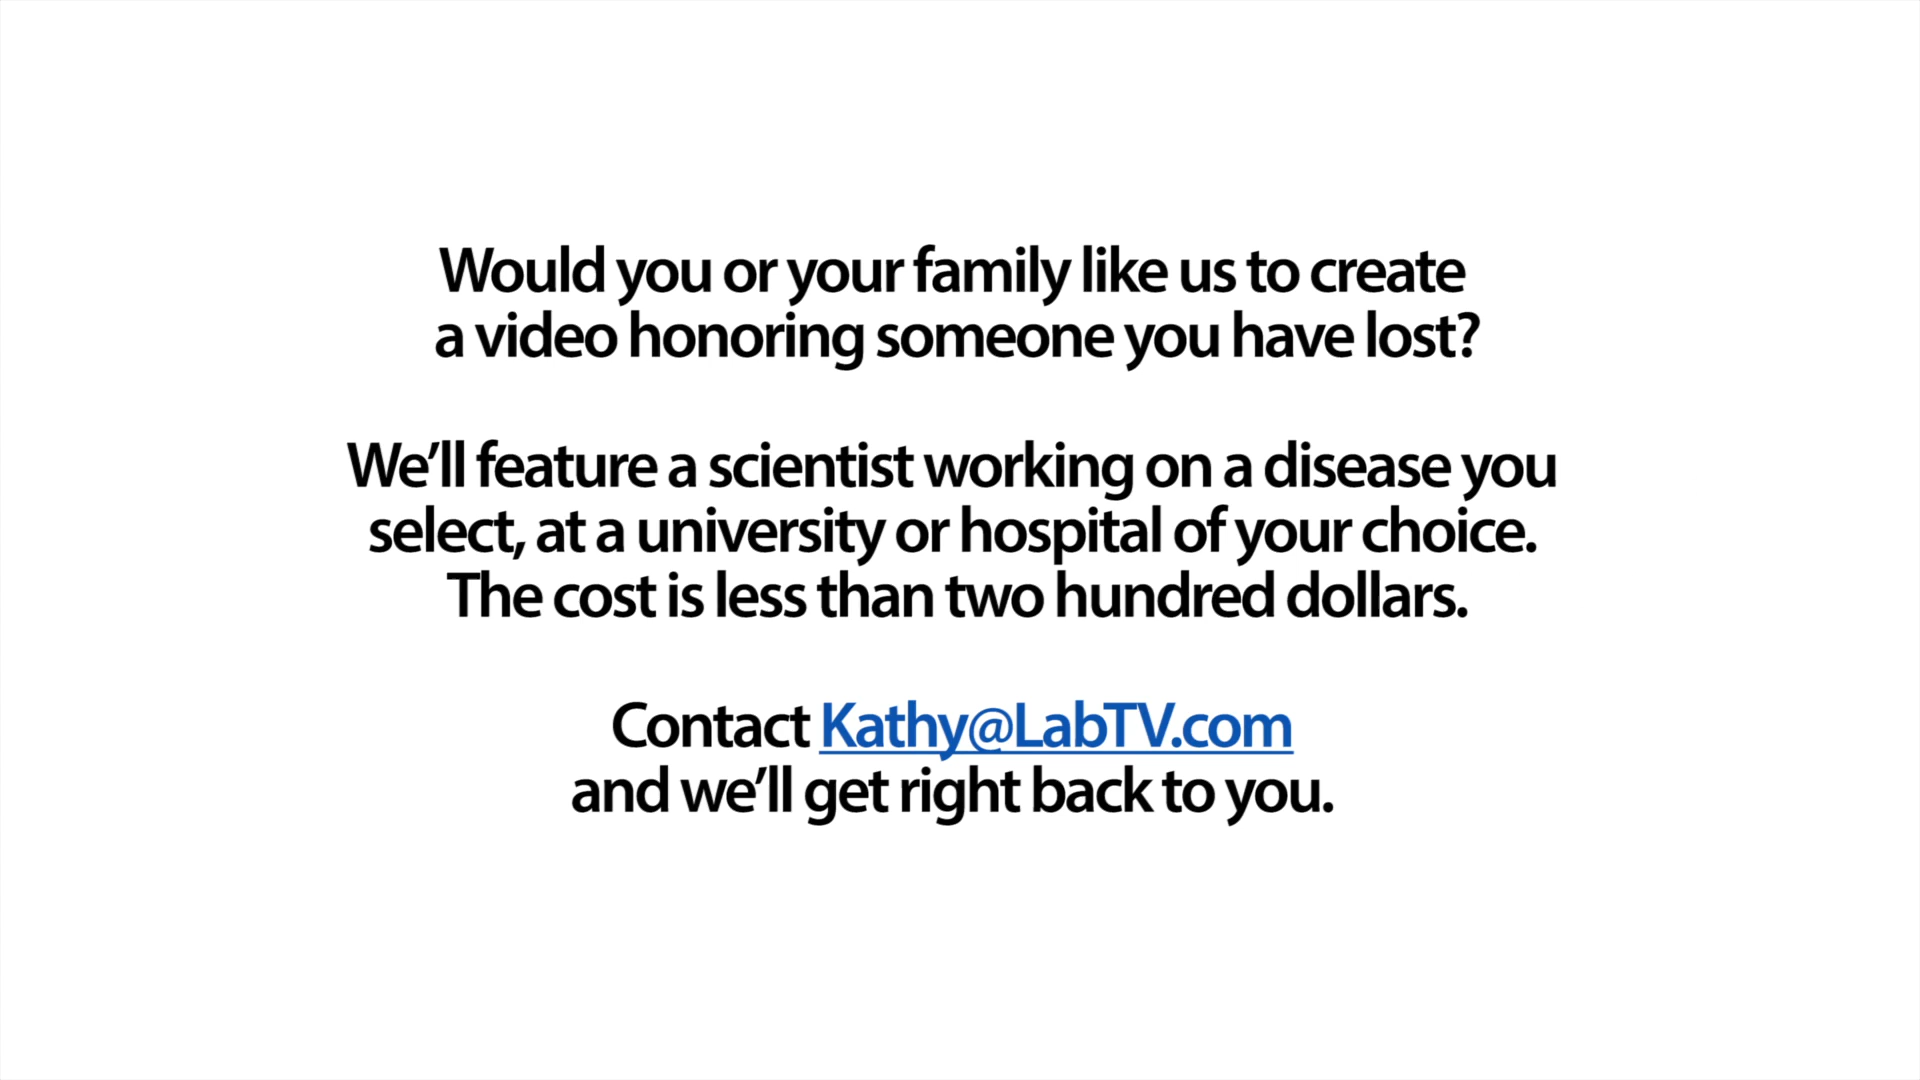 Would you or your family like us to create
a video honoring someone you have lost?
We’ll feature a scientist working on a disease you
select, at a university or hospital of your choice.
The cost is less than two hundred dollars.
Contact Kathy@LabTV.com
and we’ll get right back to you.